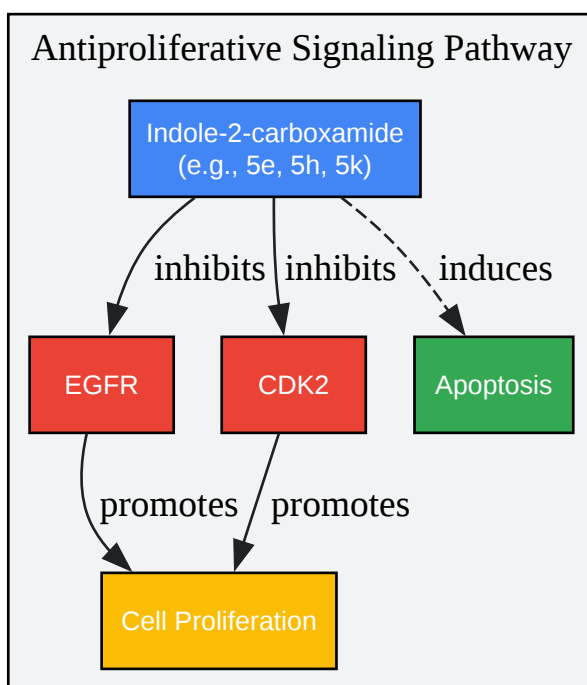 Antiproliferative Signaling Pathway
Indole-2-carboxamide
(e.g., 5e, 5h, 5k)
inhibits
inhibits
induces
EGFR
CDK2
Apoptosis
promotes
promotes
Cell Proliferation